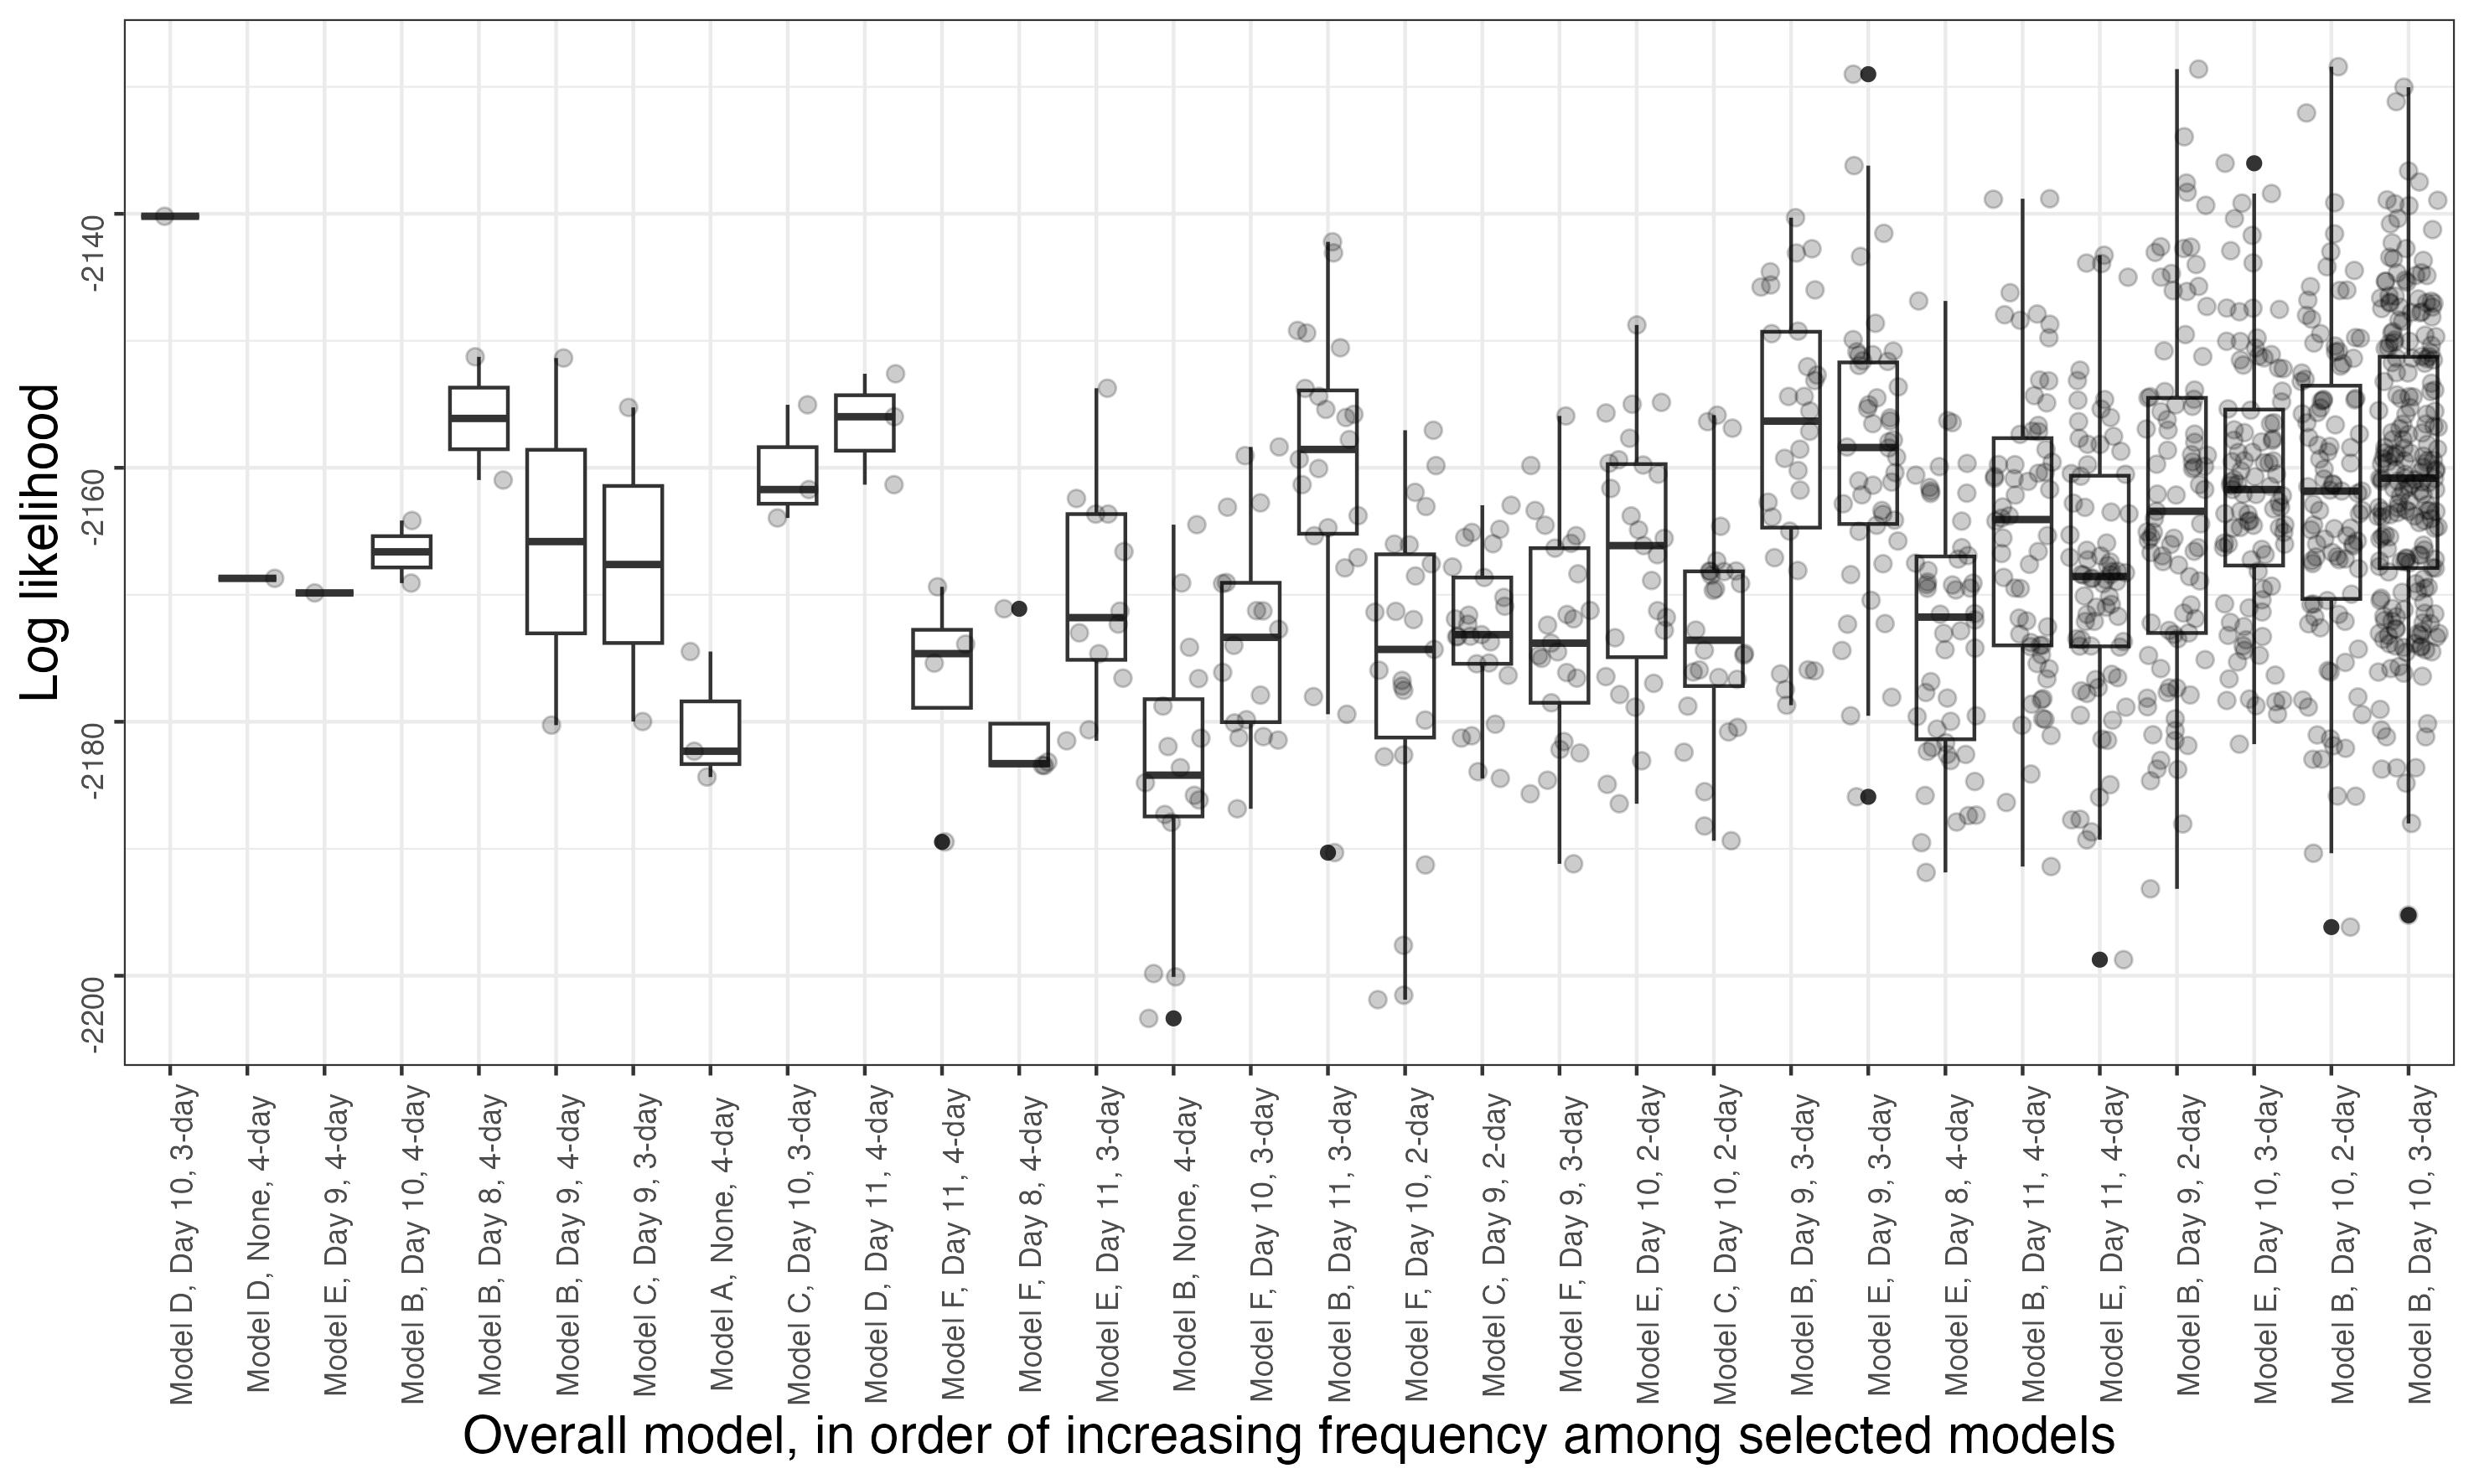 Log likelihood
-2140
-2160
-2180
-2200
Model D, Day 10, 3-day
Model D, None, 4-day
Model E, Day 9, 4-day
Model B, Day 10, 4-day
Model B, Day 8, 4-day
Model B, Day 9, 4-day
Model C, Day 9, 3-day
Model A, None, 4-day
Model C, Day 10, 3-day
Model D, Day 11, 4-day
Model F, Day 11, 4-day
Model F, Day 8, 4-day
Model E, Day 11, 3-day
Model B, None, 4-day
Model F, Day 10, 3-day
Model B, Day 11, 3-day
Model F, Day 10, 2-day
Model C, Day 9, 2-day
Model F, Day 9, 3-day
Model E, Day 10, 2-day
Model C, Day 10, 2-day
Model B, Day 9, 3-day
Model E, Day 9, 3-day
Model E, Day 8, 4-day
Model B, Day 11, 4-day
Model E, Day 11, 4-day
Model B, Day 9, 2-day
Model E, Day 10, 3-day
Model B, Day 10, 2-day
Model B, Day 10, 3-day
Overall model, in order of increasing frequency among selected models